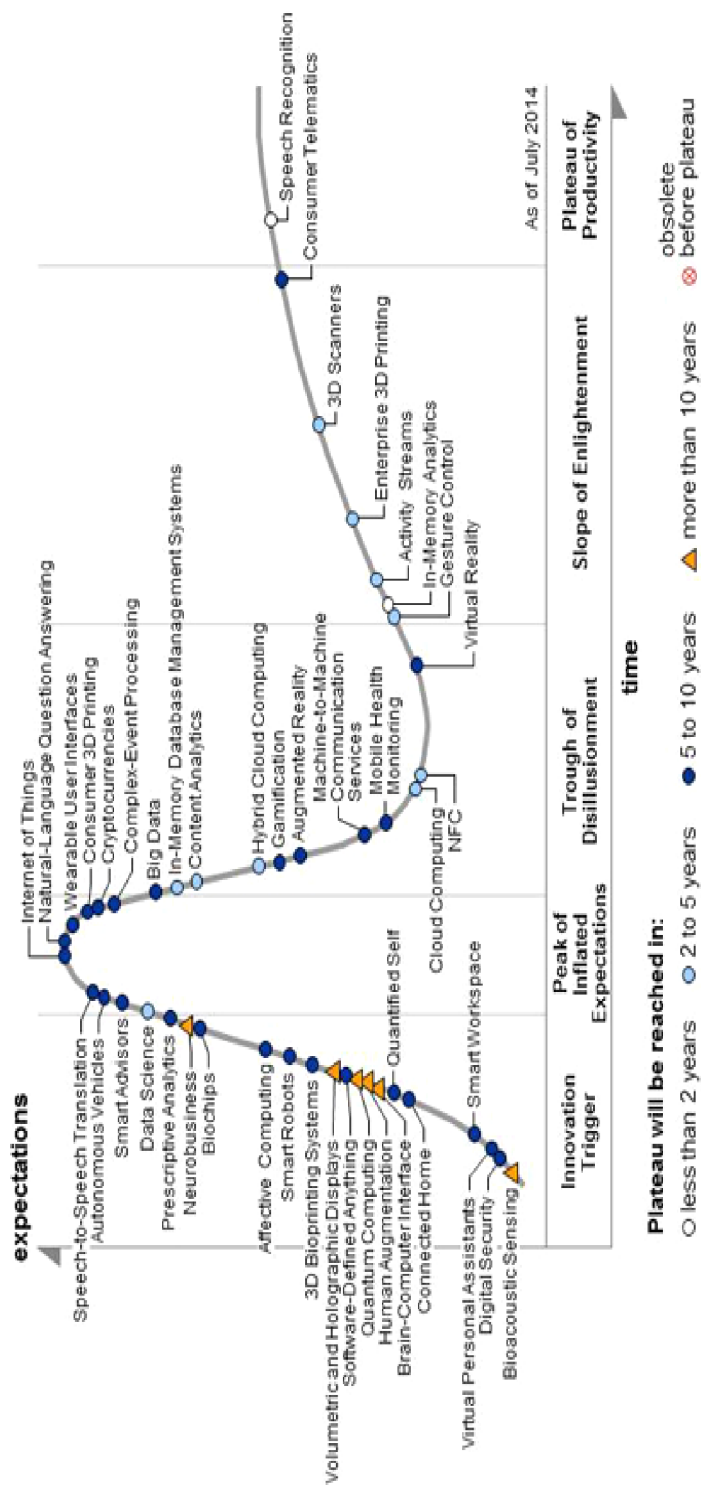 expectations
Internet of Things
Natural-Language Question Answering
Wearable User Interfaces
Consumer 3D Printing
Cryptocurrencies
Complex-Event Processing
Big Data
In-Memory Database Management Systems
Content Analytics
Hybrid Cloud Computing
Gamification
Augmented Reality
Machine-to-Machine
Communication
Services
Mobile Health
Monitoring
Cloud Computing
NFC
Speech-to-Speech Translation
Autonomous Vehicles
Smart Advisors
Data Science
Prescriptive Analytics
Neurobusiness
Biochips
Affective Computing
Smart Robots
3D Bioprinting Systems
Volumetric and Holographic Displays
Software-Defined Anything
Quantum Computing
Human Augmentation
Brain-Computer Interface
Connected Home
Quantified Self
Smart Workspace
Virtual Personal Assistants
Digital Security
Bioacoustic Sensing
Virtual Reality
Gesture Control
In-Memory Analytics
Activity Streams
Enterprise 3D Printing
3D Scanners
Consumer Telematics
Speech Recognition
As of July 2014
Innovation
Trigger
Peak of
Inflated
Expectations
Trough of
Disillusionment
Slope of Enlightenment
Plateau of
Productivity
time
Plateau will be reached in:
less than 2 years
2 to 5 years
5 to 10 years
more than 10 years
obsolete
before plateau